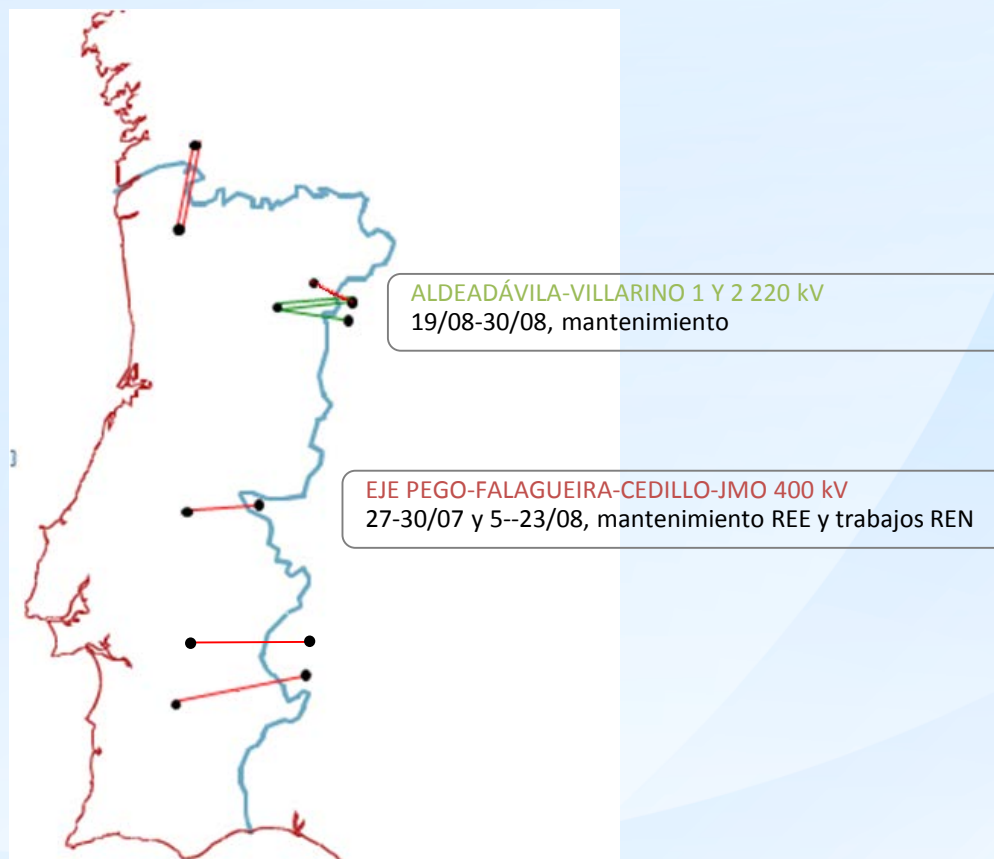 ALDEADÁVILA-VILLARINO 1 Y 2 220 kV
19/08-30/08, mantenimiento
EJE PEGO-FALAGUEIRA-CEDILLO-JMO 400 kV
27-30/07 y 5--23/08, mantenimiento REE y trabajos REN